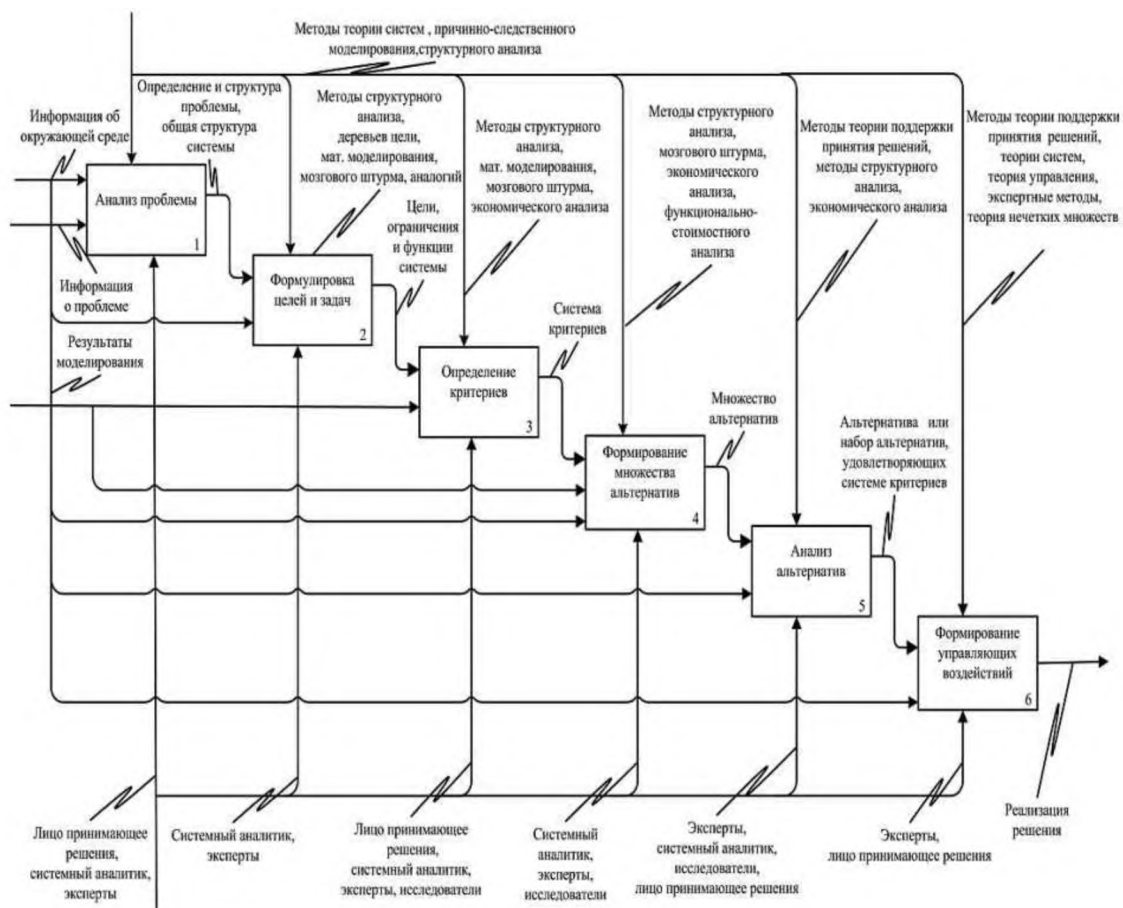 Методы теории систем , причинно-следственного
моделирования,структурного анализа
Информация об
окружающей среде
Определение и структура
проблемы,
общая структура
системы
Методы структурного
анализа,
деревьев цели,
мат. моделирования,
мозгового штурма, аналогий
Методы структурного
анализа,
мат. моделирования,
мозгового штурма,
экономического анализа
Методы структурного
анализа,
мозгового штурма,
экономического
анализа,
функционально-
стоимостного
анализа
Методы теории поддержки
принятия решений,
методы структурного
анализа,
экономического анализа
Методы теории поддержки
принятия решений,
теории систем,
теория управления,
экспертные методы,
теория нечетких множеств
Анализ проблемы
1
Информация
о проблеме
Цели,
ограничения
и функции
системы
Формулировка
целей и задач
2
Результаты
моделирования
Система
критериев
Определение
критериев
3
Множество
альтернатив
Формирование
множества
альтернатив
4
Альтернатива или
набор альтернатив,
удовлетворяющих
системе критериев
Анализ
альтернатив
5
Формирование
управляющих
воздействий
6
Лицо принимающее
решения,
системный аналитик,
эксперты
Системный аналитик,
эксперты
Лицо принимающее
решения,
системный аналитик,
эксперты, исследователи
Системный
аналитик,
эксперты,
исследователи
Эксперты,
системный аналитик,
исследователи,
лицо принимающее решения
Эксперты,
лицо принимающее решения
Реализация
решения